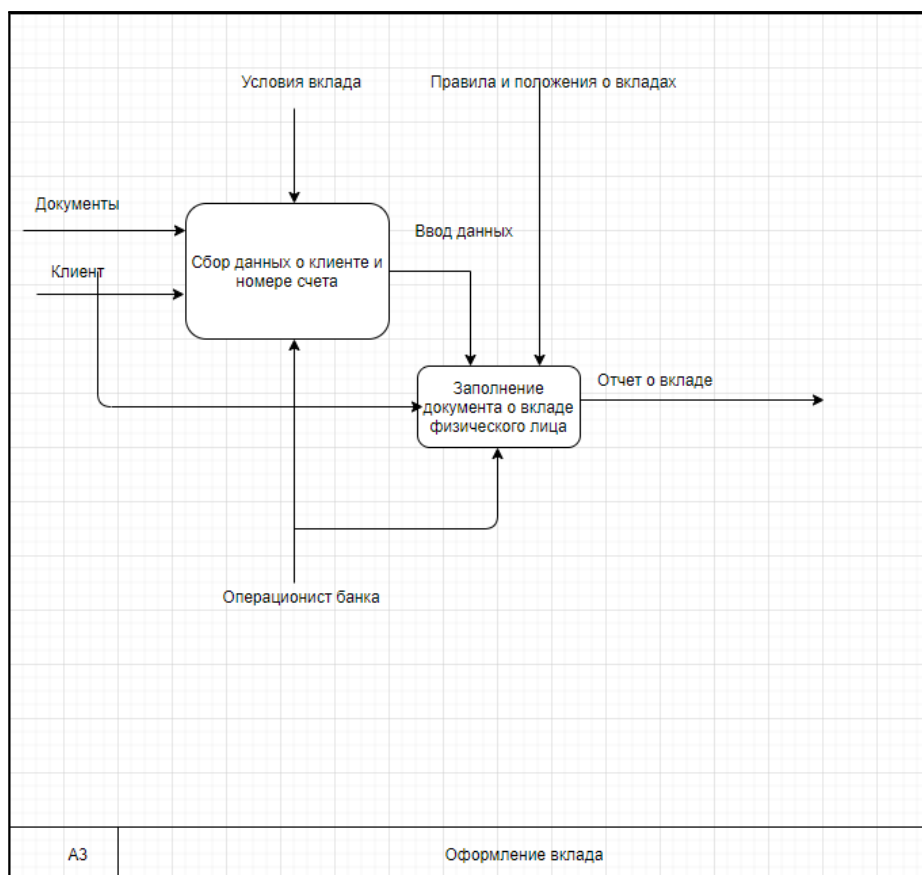 Условия вклада
Правила и положения о вкладах
Документы
Ввод данных
Сбор данных о клиенте и
номере счета
Клиент
Отчет о вкладе
Заполнение
документа о вкладе
физического лица
Операционист банка
А3
Оформление вклада